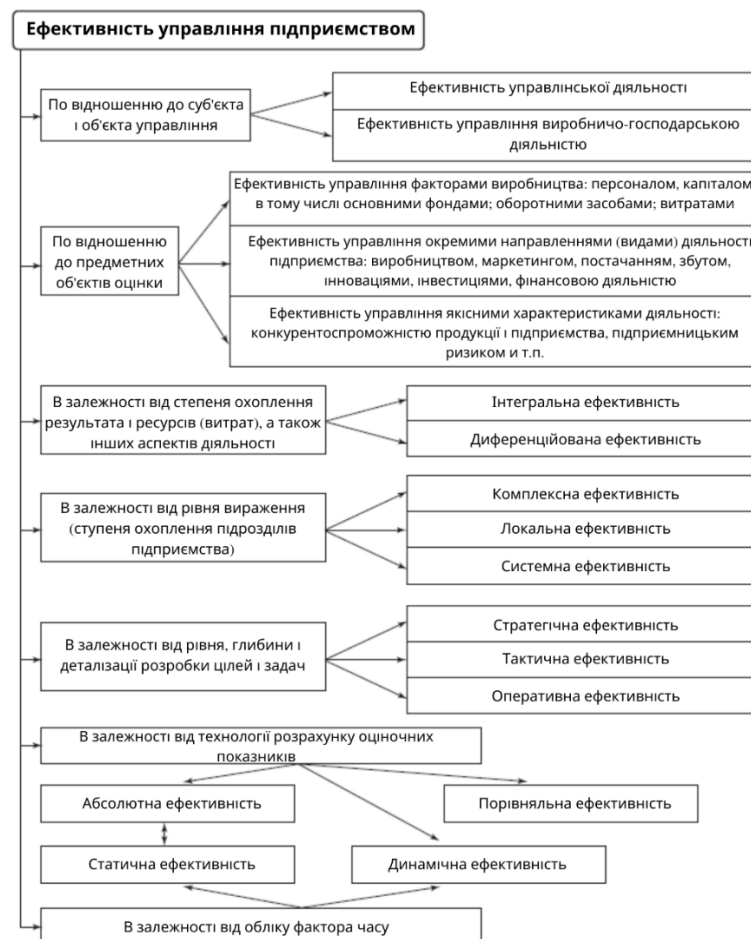 Ефективність управління підприємством
По відношенню до суб'єкта
і об'єкта управління
Ефективність управлінської діяльності
Ефективність управління виробничо-господарською
діяльністю
По відношенню
до предметних
об'єктів оцінки
Ефективність управління факторами виробництва: персоналом, капіталом
в тому числі основними фондами; оборотними засобами; витратами
Ефективність управління окремими направленнями (видами) діяльност
підприємства: виробництвом, маркетингом, постачанням, збутом,
інноваціями, інвестиціями, фінансовою діяльністю
Ефективність управління якісними характеристиками діяльності:
конкурентоспроможністю продукції і підприємства, підприємницьким
ризиком и т.п.
В залежності від степеня охоплення
результата і ресурсів (витрат), а також
інших аспектів діяльності
Інтегральна ефективність
Диференційована ефективність
В залежності від рівня вираження
(ступеня охоплення підрозділів
підприємства)
Комплексна ефективність
Локальна ефективність
Системна ефективність
В залежності від рівня, глибини і
деталізації розробки цілей і задач
Стратегічна ефективність
Тактична ефективність
Оперативна ефективність
В залежності від технології розрахунку оціночних
показників
Абсолютна ефективність
Порівняльна ефективність
Статична ефективність
Динамічна ефективність
В залежності від обліку фактора часу